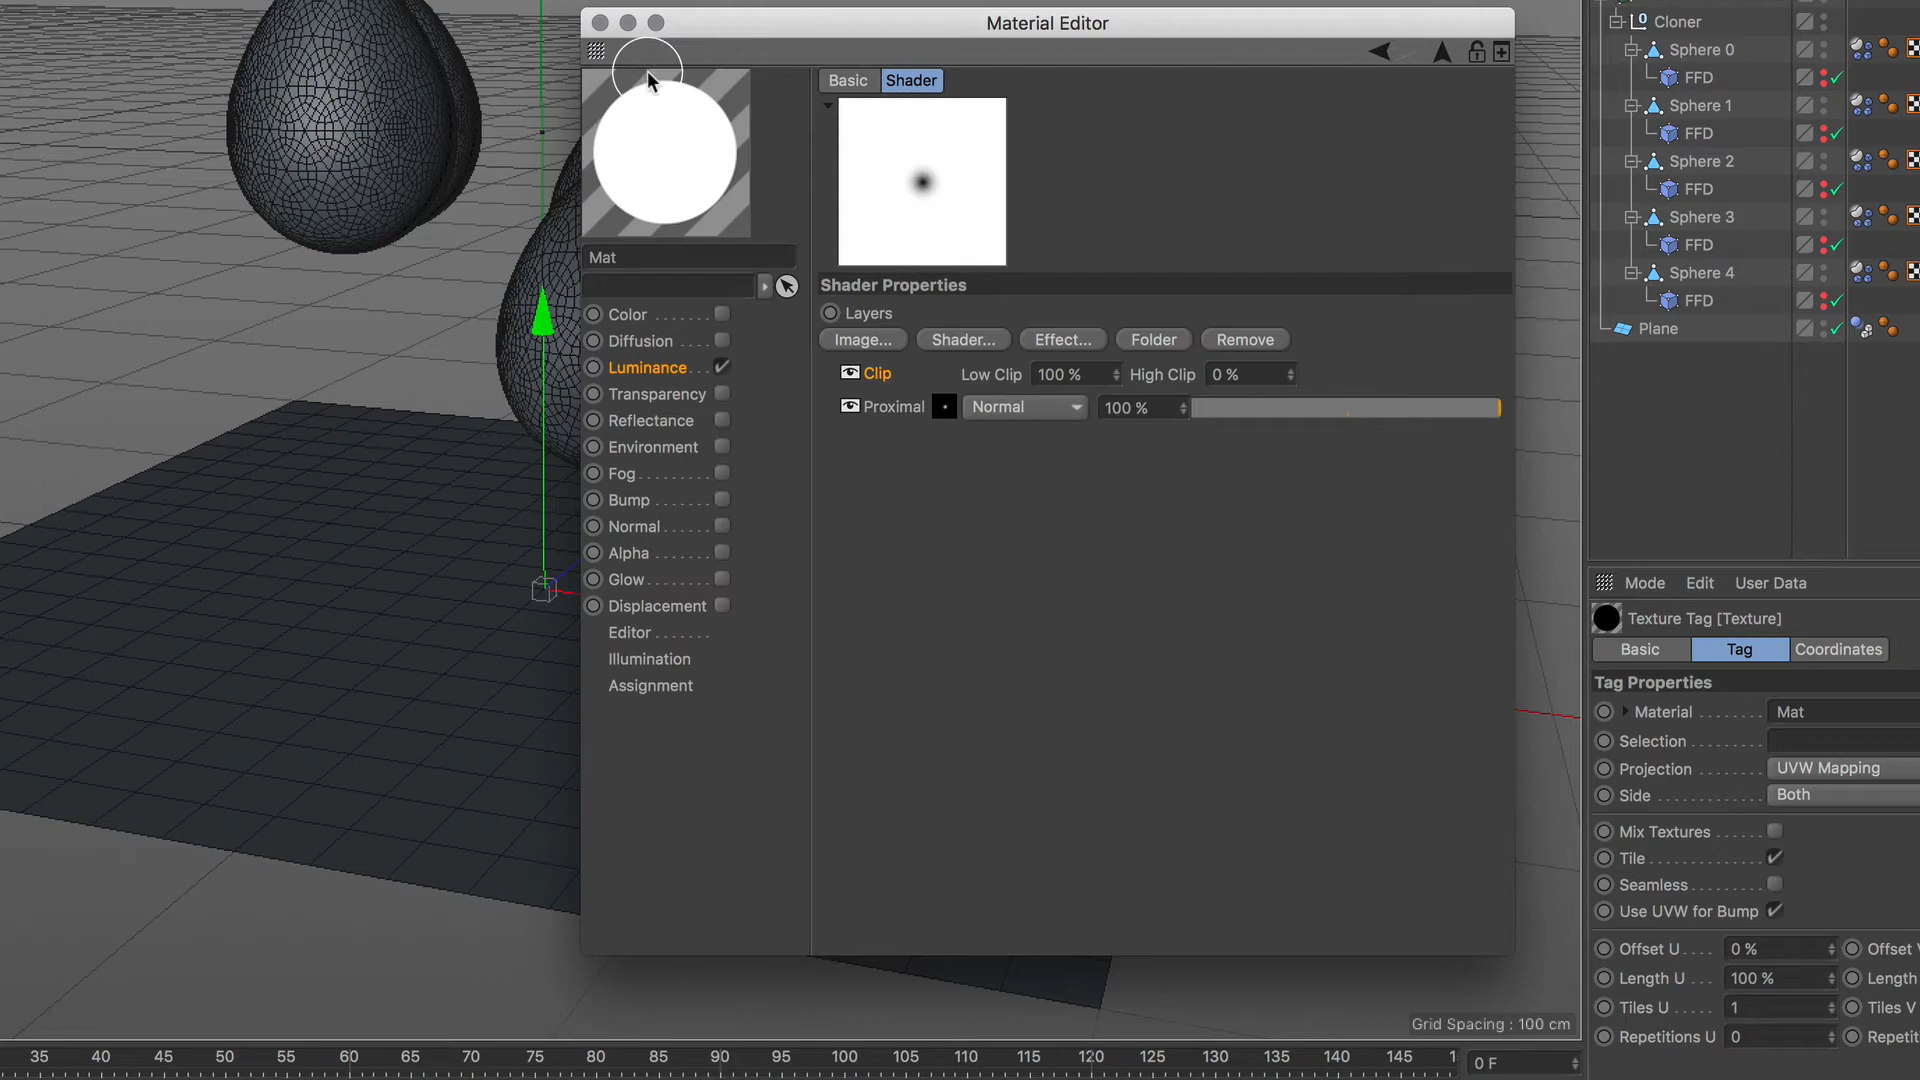 Material Editor
Basic Shader
Mat
Color
Diffusion
Luminance
Transparency
Reflectance
Environment
Fog
Bump
Normal
Alpha
Glow
Displacement
Editor
Illumination
Assignment
Shader Properties
Layers
Image... Shader... Effect... Folder Remove
Clip Low Clip 100 % High Clip 0 %
Proximal Normal 100 %
Cloner
Sphere 0
FFD
Sphere 1
FFD
Sphere 2
FFD
Sphere 3
FFD
Sphere 4
FFD
Plane
Mode Edit User Data
Texture Tag [Texture]
Basic Tag Coordinates
Tag Properties
Material Mat
Selection
Projection UVW Mapping
Side Both
Mix Textures
Tile
Seamless
Use UVW for Bump
Offset U 0 % Offset V
Length U 100 % Length
Tiles U 1 Tiles V
Repetitions U 0 Repetit
Grid Spacing : 100 cm
35 40 45 50 55 60 65 70 75 80 85 90 95 100 105 110 115 120 125 130 135 140 145 1
0 F